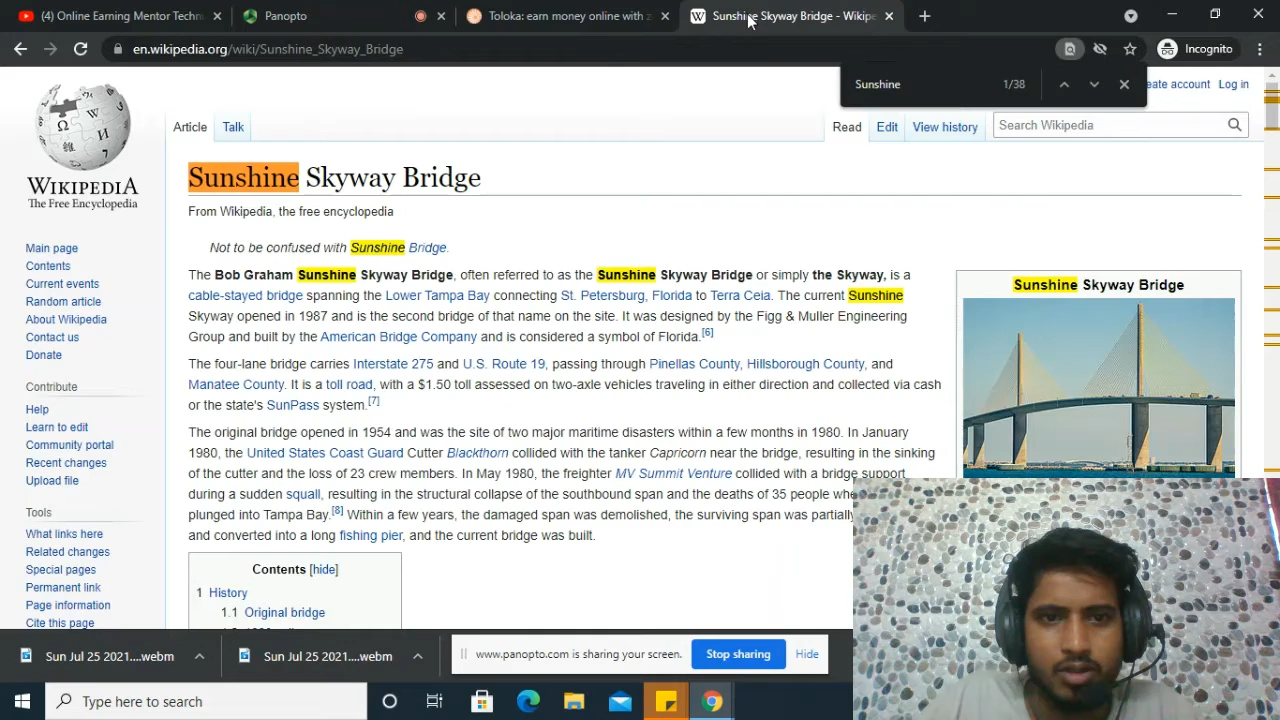 (4) Online Earning Mentor Techn
Panopto
Toloka: earn money online with
Sunshine Skyway Bridge - Wikipe
en.wikipedia.org/wiki/Sunshine_Skyway_Bridge
Incognito
Sunshine 1/38
eate account Log in
Article Talk
Read Edit View history
Search Wikipedia
WIKIPEDIA
The Free Encyclopedia
Main page
Contents
Current events
Random article
About Wikipedia
Contact us
Donate
Contribute
Help
Learn to edit
Community portal
Recent changes
Upload file
Tools
What links here
Related changes
Special pages
Permanent link
Page information
Cite this page
Sunshine Skyway Bridge
From Wikipedia, the free encyclopedia
Not to be confused with Sunshine Bridge.
The Bob Graham Sunshine Skyway Bridge, often referred to as the Sunshine Skyway Bridge or simply the Skyway, is a
cable-stayed bridge spanning the Lower Tampa Bay connecting St. Petersburg, Florida to Terra Ceia. The current Sunshine
Skyway opened in 1987 and is the second bridge of that name on the site. It was designed by the Figg & Muller Engineering
Group and built by the American Bridge Company and is considered a symbol of Florida.[6]
The four-lane bridge carries Interstate 275 and U.S. Route 19, passing through Pinellas County, Hillsborough County, and
Manatee County. It is a toll road, with a $1.50 toll assessed on two-axle vehicles traveling in either direction and collected via cash
or the state's SunPass system.[7]
The original bridge opened in 1954 and was the site of two major maritime disasters within a few months in 1980. In January
1980, the United States Coast Guard Cutter Blackthorn collided with the tanker Capricorn near the bridge, resulting in the sinking
of the cutter and the loss of 23 crew members. In May 1980, the freighter MV Summit Venture collided with a bridge support
during a sudden squall, resulting in the structural collapse of the southbound span and the deaths of 35 people whe
plunged into Tampa Bay.[8] Within a few years, the damaged span was demolished, the surviving span was partially
and converted into a long fishing pier, and the current bridge was built.
Sunshine Skyway Bridge
Contents [hide]
1 History
1.1 Original bridge
Sun Jul 25 2021....webm
Sun Jul 25 2021....webm
www.panopto.com is sharing your screen. Stop sharing Hide
Type here to search